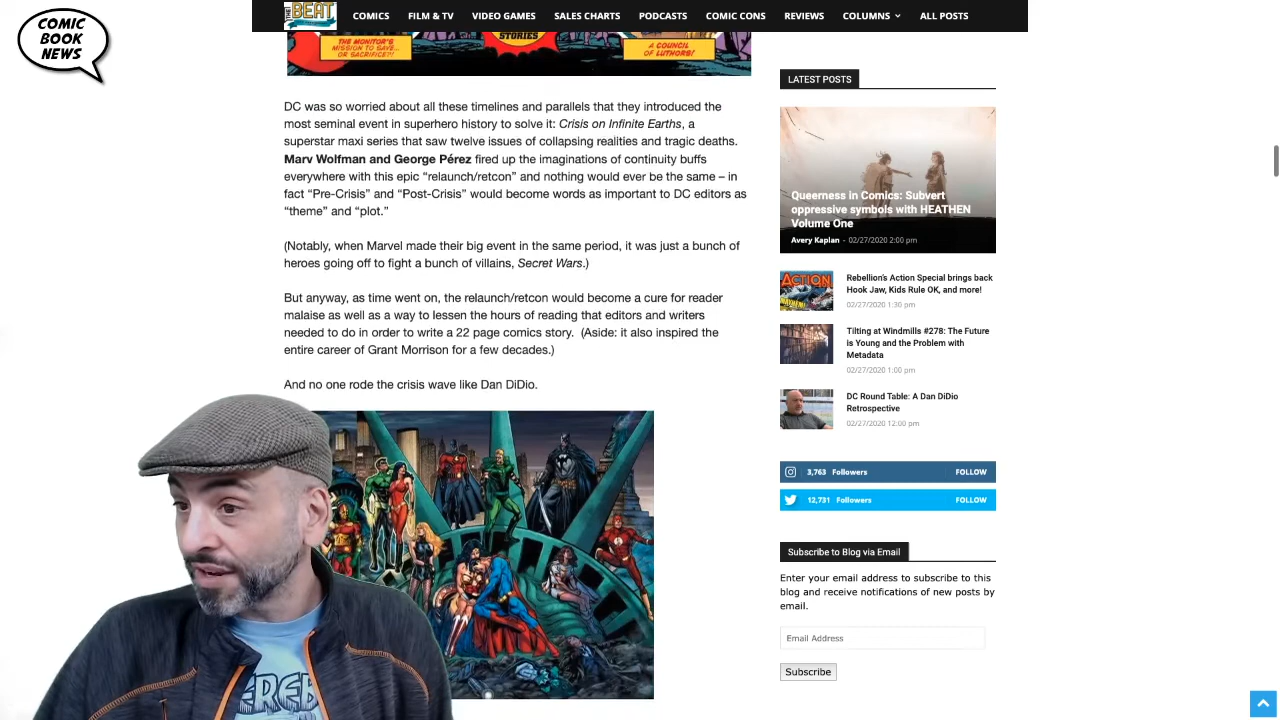 COMIC
BOOK
NEWS
THE
BEAT
COMICS
FILM & TV
VIDEO GAMES
SALES CHARTS
PODCASTS
COMIC CONS
REVIEWS
COLUMNS
ALL POSTS
THE MONITOR'S
MISSION TO SAVE...
OR SACRIFICE?!
STORIES
A COUNCIL
OF LUTHORS!
DC was so worried about all these timelines and parallels that they introduced the
most seminal event in superhero history to solve it: Crisis on Infinite Earths, a
superstar maxi series that saw twelve issues of collapsing realities and tragic deaths.
Marv Wolfman and George Pérez fired up the imaginations of continuity buffs
everywhere with this epic “relaunch/retcon” and nothing would ever be the same – in
fact “Pre-Crisis” and “Post-Crisis” would become words as important to DC editors as
“theme” and “plot.”
(Notably, when Marvel made their big event in the same period, it was just a bunch of
heroes going off to fight a bunch of villains, Secret Wars.)
But anyway, as time went on, the relaunch/retcon would become a cure for reader
malaise as well as a way to lessen the hours of reading that editors and writers
needed to do in order to write a 22 page comics story. (Aside: it also inspired the
entire career of Grant Morrison for a few decades.)
And no one rode the crisis wave like Dan DiDio.
LATEST POSTS
Queerness in Comics: Subvert
oppressive symbols with HEATHEN
Volume One
Avery Kaplan - 02/27/2020 2:00 pm
ACTION
Rebellion's Action Special brings back
Hook Jaw, Kids Rule OK, and more!
02/27/2020 1:30 pm
Tilting at Windmills #278: The Future
is Young and the Problem with
Metadata
02/27/2020 1:00 pm
DC Round Table: A Dan DiDio
Retrospective
02/27/2020 12:00 pm
3,763 Followers FOLLOW
12,731 Followers FOLLOW
Subscribe to Blog via Email
Enter your email address to subscribe to this
blog and receive notifications of new posts by
email.
Email Address
Subscribe